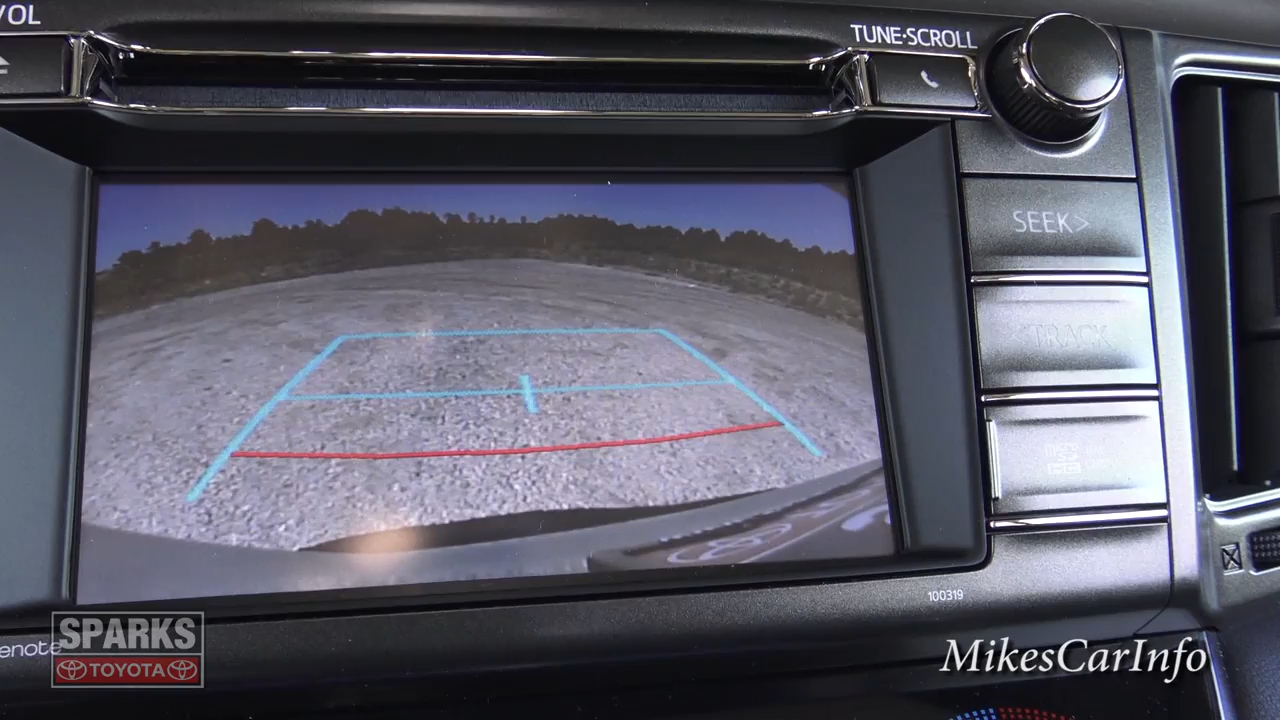 VOL
TUNE·SCROLL
SEEK>
<TRACK
100319
SPARKS
TOYOTA
MikesCarInfo